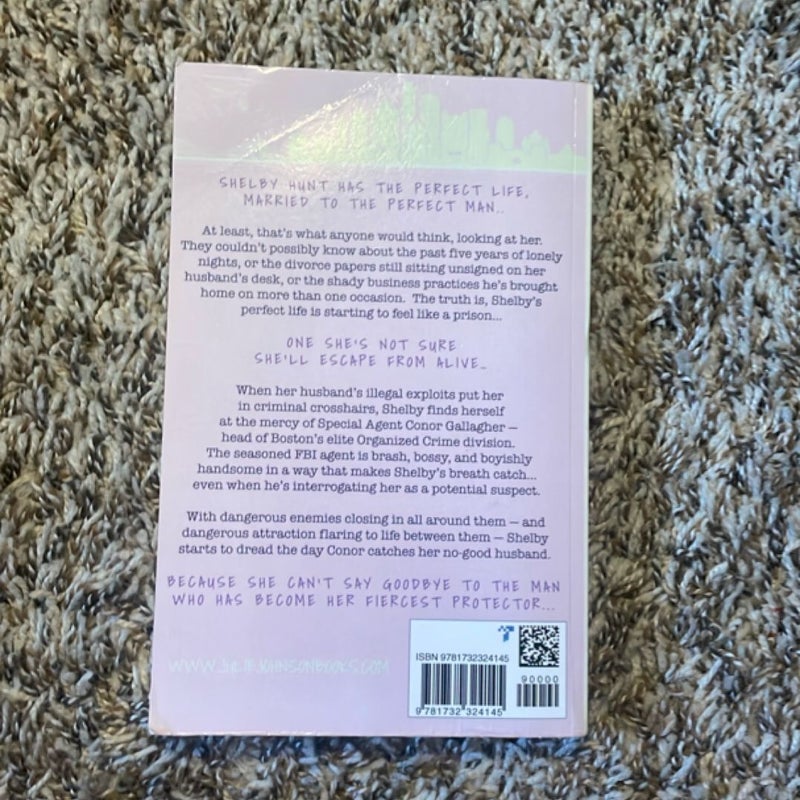 SHELBY HUNT HAS THE PERFECT LIFE,
MARRIED TO THE PERFECT MAN..
At least, that's what anyone would think, looking at her.
They couldn't possibly know about the past five years of lonely
nights, or the divorce papers still sitting unsigned on her
husband's desk, or the shady business practices he's brought
home on more than one occasion. The truth is, Shelby's
perfect life is starting to feel like a prison...
ONE SHE'S NOT SURE
SHE'LL ESCAPE FROM ALIVE..
When her husband's illegal exploits put her
in criminal crosshairs, Shelby finds herself
at the mercy of Special Agent Conor Gallagher —
head of Boston's elite Organized Crime division.
The seasoned FBI agent is brash, bossy, and boyishly
handsome in a way that makes Shelby's breath catch...
even when he's interrogating her as a potential suspect.
With dangerous enemies closing in all around them — and
dangerous attraction flaring to life between them — Shelby
starts to dread the day Conor catches her no-good husband.
BECAUSE SHE CAN'T SAY GOODBYE TO THE MAN
WHO HAS BECOME HER FIERCEST PROTECTOR...
WWW.JULIEJOHNSONBOOKS.COM
ISBN 9781732324145
90000
9 781732 324145